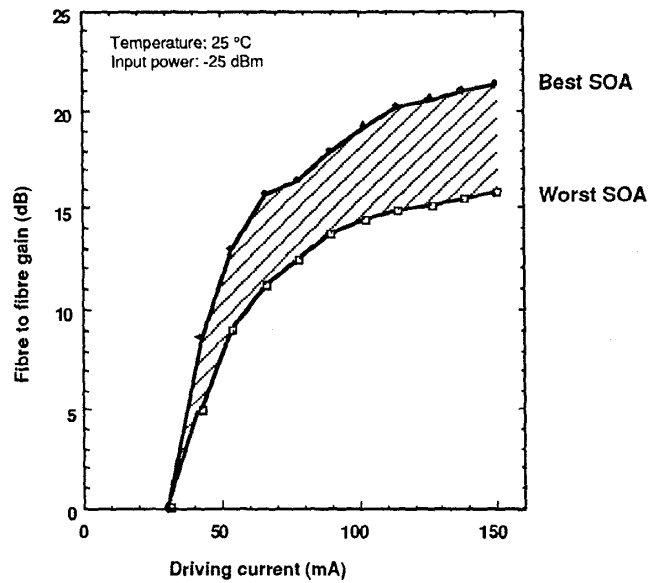 25
Temperature: 25 °C
Input power: -25 dBm
Best SOA
20
Worst SOA
15
Fibre to fibre gain (dB)
10
5
0
0 50 100 150
Driving current (mA)